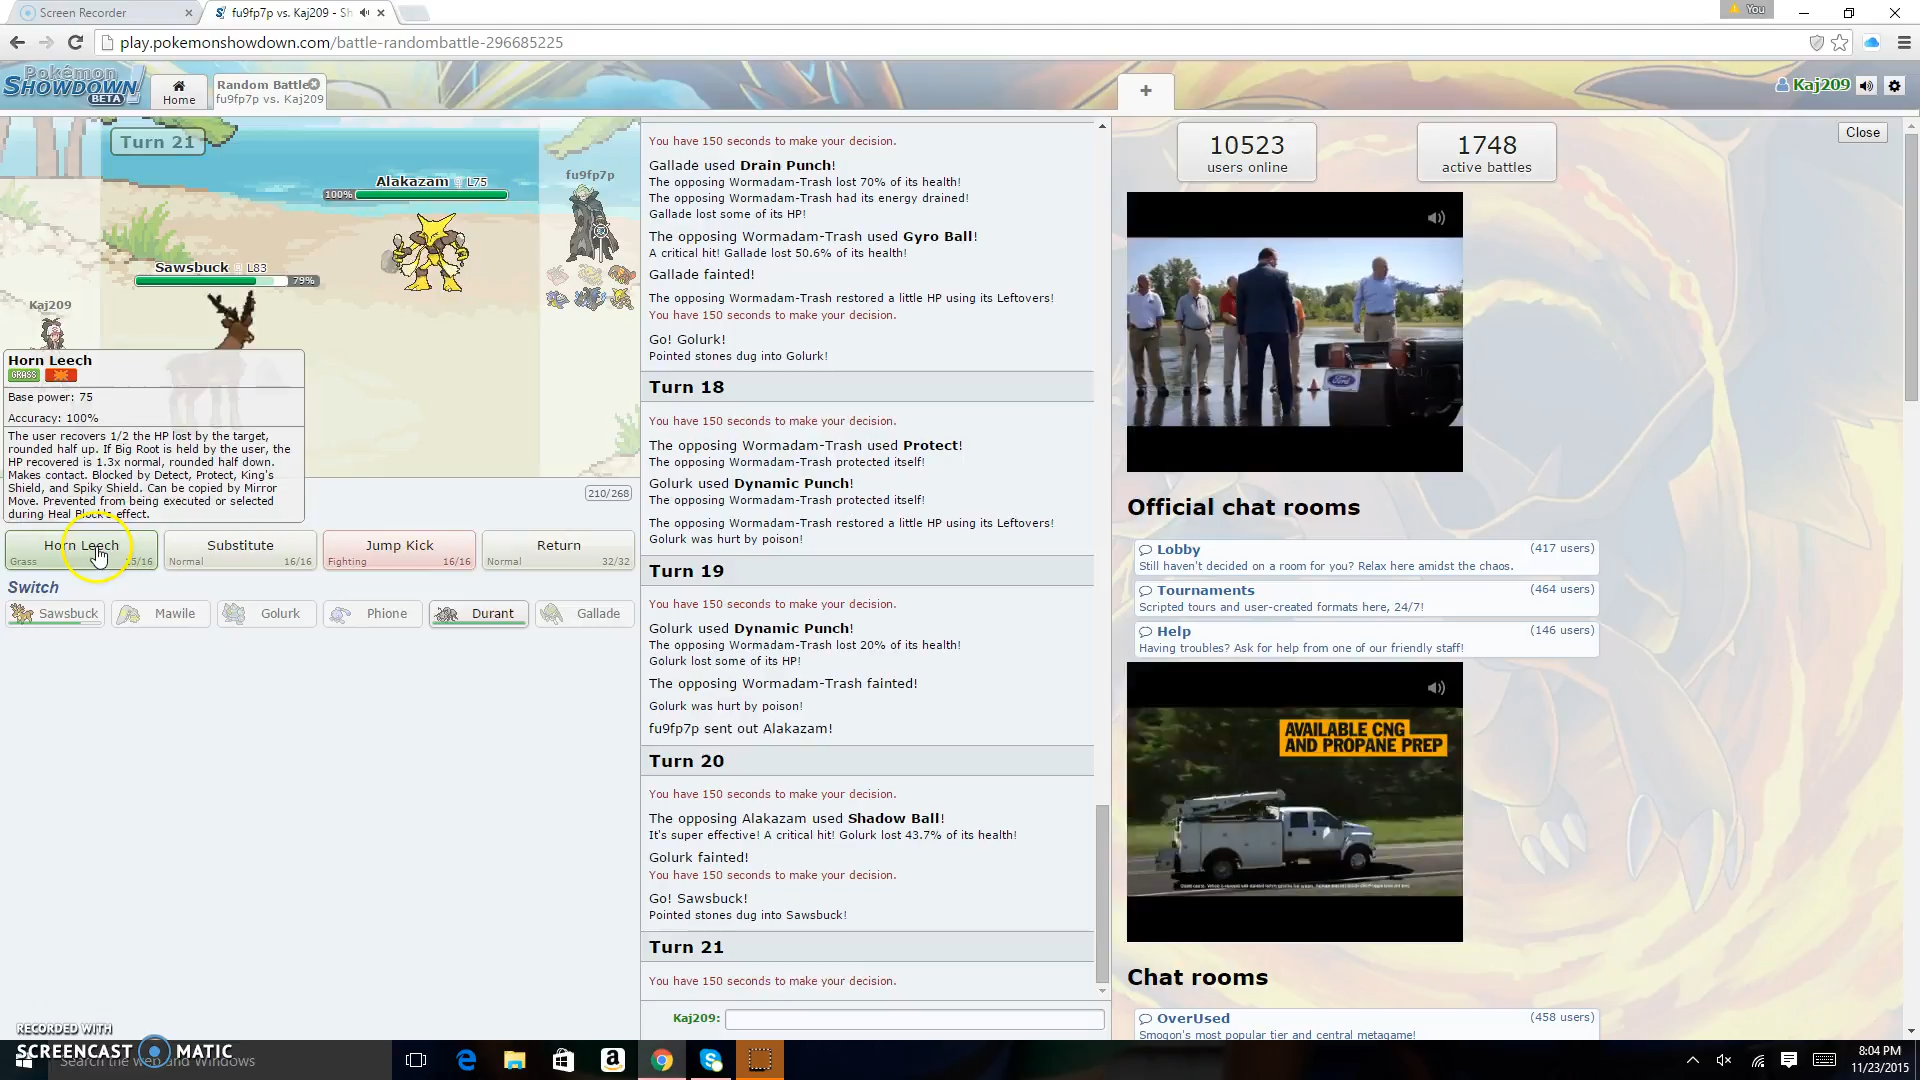 Screen Recorder
fu9fp7p vs. Kaj209 - Sh
You
play.pokemonshowdown.com/battle-randombattle-296685225
Pokémon
SHOWDOWN
BETA
Home
Random Battle
fu9fp7p vs. Kaj209
+
Kaj209
Turn 21
Alakazam L75
100%
fu9fp7p
Sawsbuck L83
79%
Kaj209
Horn Leech
GRASS
Base power: 75
Accuracy: 100%
The user recovers 1/2 the HP lost by the target,
rounded half up. If Big Root is held by the user, the
HP recovered is 1.3x normal, rounded half down.
Makes contact. Blocked by Detect, Protect, King's
Shield, and Spiky Shield. Can be copied by Mirror
Move. Prevented from being executed or selected
during Heal Block's effect.
210/268
Horn Leech
Grass 15/16
Substitute
Normal 16/16
Jump Kick
Fighting 16/16
Return
Normal 32/32
Switch
Sawsbuck
Mawile
Golurk
Phione
Durant
Gallade
You have 150 seconds to make your decision.
Gallade used Drain Punch!
The opposing Wormadam-Trash lost 70% of its health!
The opposing Wormadam-Trash had its energy drained!
Gallade lost some of its HP!
The opposing Wormadam-Trash used Gyro Ball!
A critical hit! Gallade lost 50.6% of its health!
Gallade fainted!
The opposing Wormadam-Trash restored a little HP using its Leftovers!
You have 150 seconds to make your decision.
Go! Golurk!
Pointed stones dug into Golurk!
Turn 18
You have 150 seconds to make your decision.
The opposing Wormadam-Trash used Protect!
The opposing Wormadam-Trash protected itself!
Golurk used Dynamic Punch!
The opposing Wormadam-Trash protected itself!
The opposing Wormadam-Trash restored a little HP using its Leftovers!
Golurk was hurt by poison!
Turn 19
You have 150 seconds to make your decision.
Golurk used Dynamic Punch!
The opposing Wormadam-Trash lost 20% of its health!
Golurk lost some of its HP!
The opposing Wormadam-Trash fainted!
Golurk was hurt by poison!
fu9fp7p sent out Alakazam!
Turn 20
You have 150 seconds to make your decision.
The opposing Alakazam used Shadow Ball!
It's super effective! A critical hit! Golurk lost 43.7% of its health!
Golurk fainted!
You have 150 seconds to make your decision.
Go! Sawsbuck!
Pointed stones dug into Sawsbuck!
Turn 21
You have 150 seconds to make your decision.
Kaj209:
10523
users online
1748
active battles
Close
Ford
Official chat rooms
Lobby (417 users)
Still haven't decided on a room for you? Relax here amidst the chaos.
Tournaments (464 users)
Scripted tours and user-created formats here, 24/7!
Help (146 users)
Having troubles? Ask for help from one of our friendly staff!
AVAILABLE CNG
AND PROPANE PREP
Chat rooms
OverUsed (458 users)
Smogon's most popular tier and central metagame!
RECORDED WITH
SCREENCAST MATIC
Search the web and Windows
8:04 PM
11/23/2015